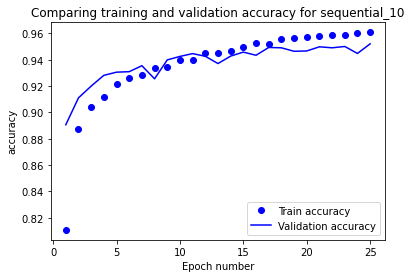 Comparing training and validation accuracy for sequential_10
0.96
0.94
0.92
0.90
0.88
0.86
0.84
0.82
accuracy
0
5
10
15
20
25
Epoch number
Train accuracy
Validation accuracy